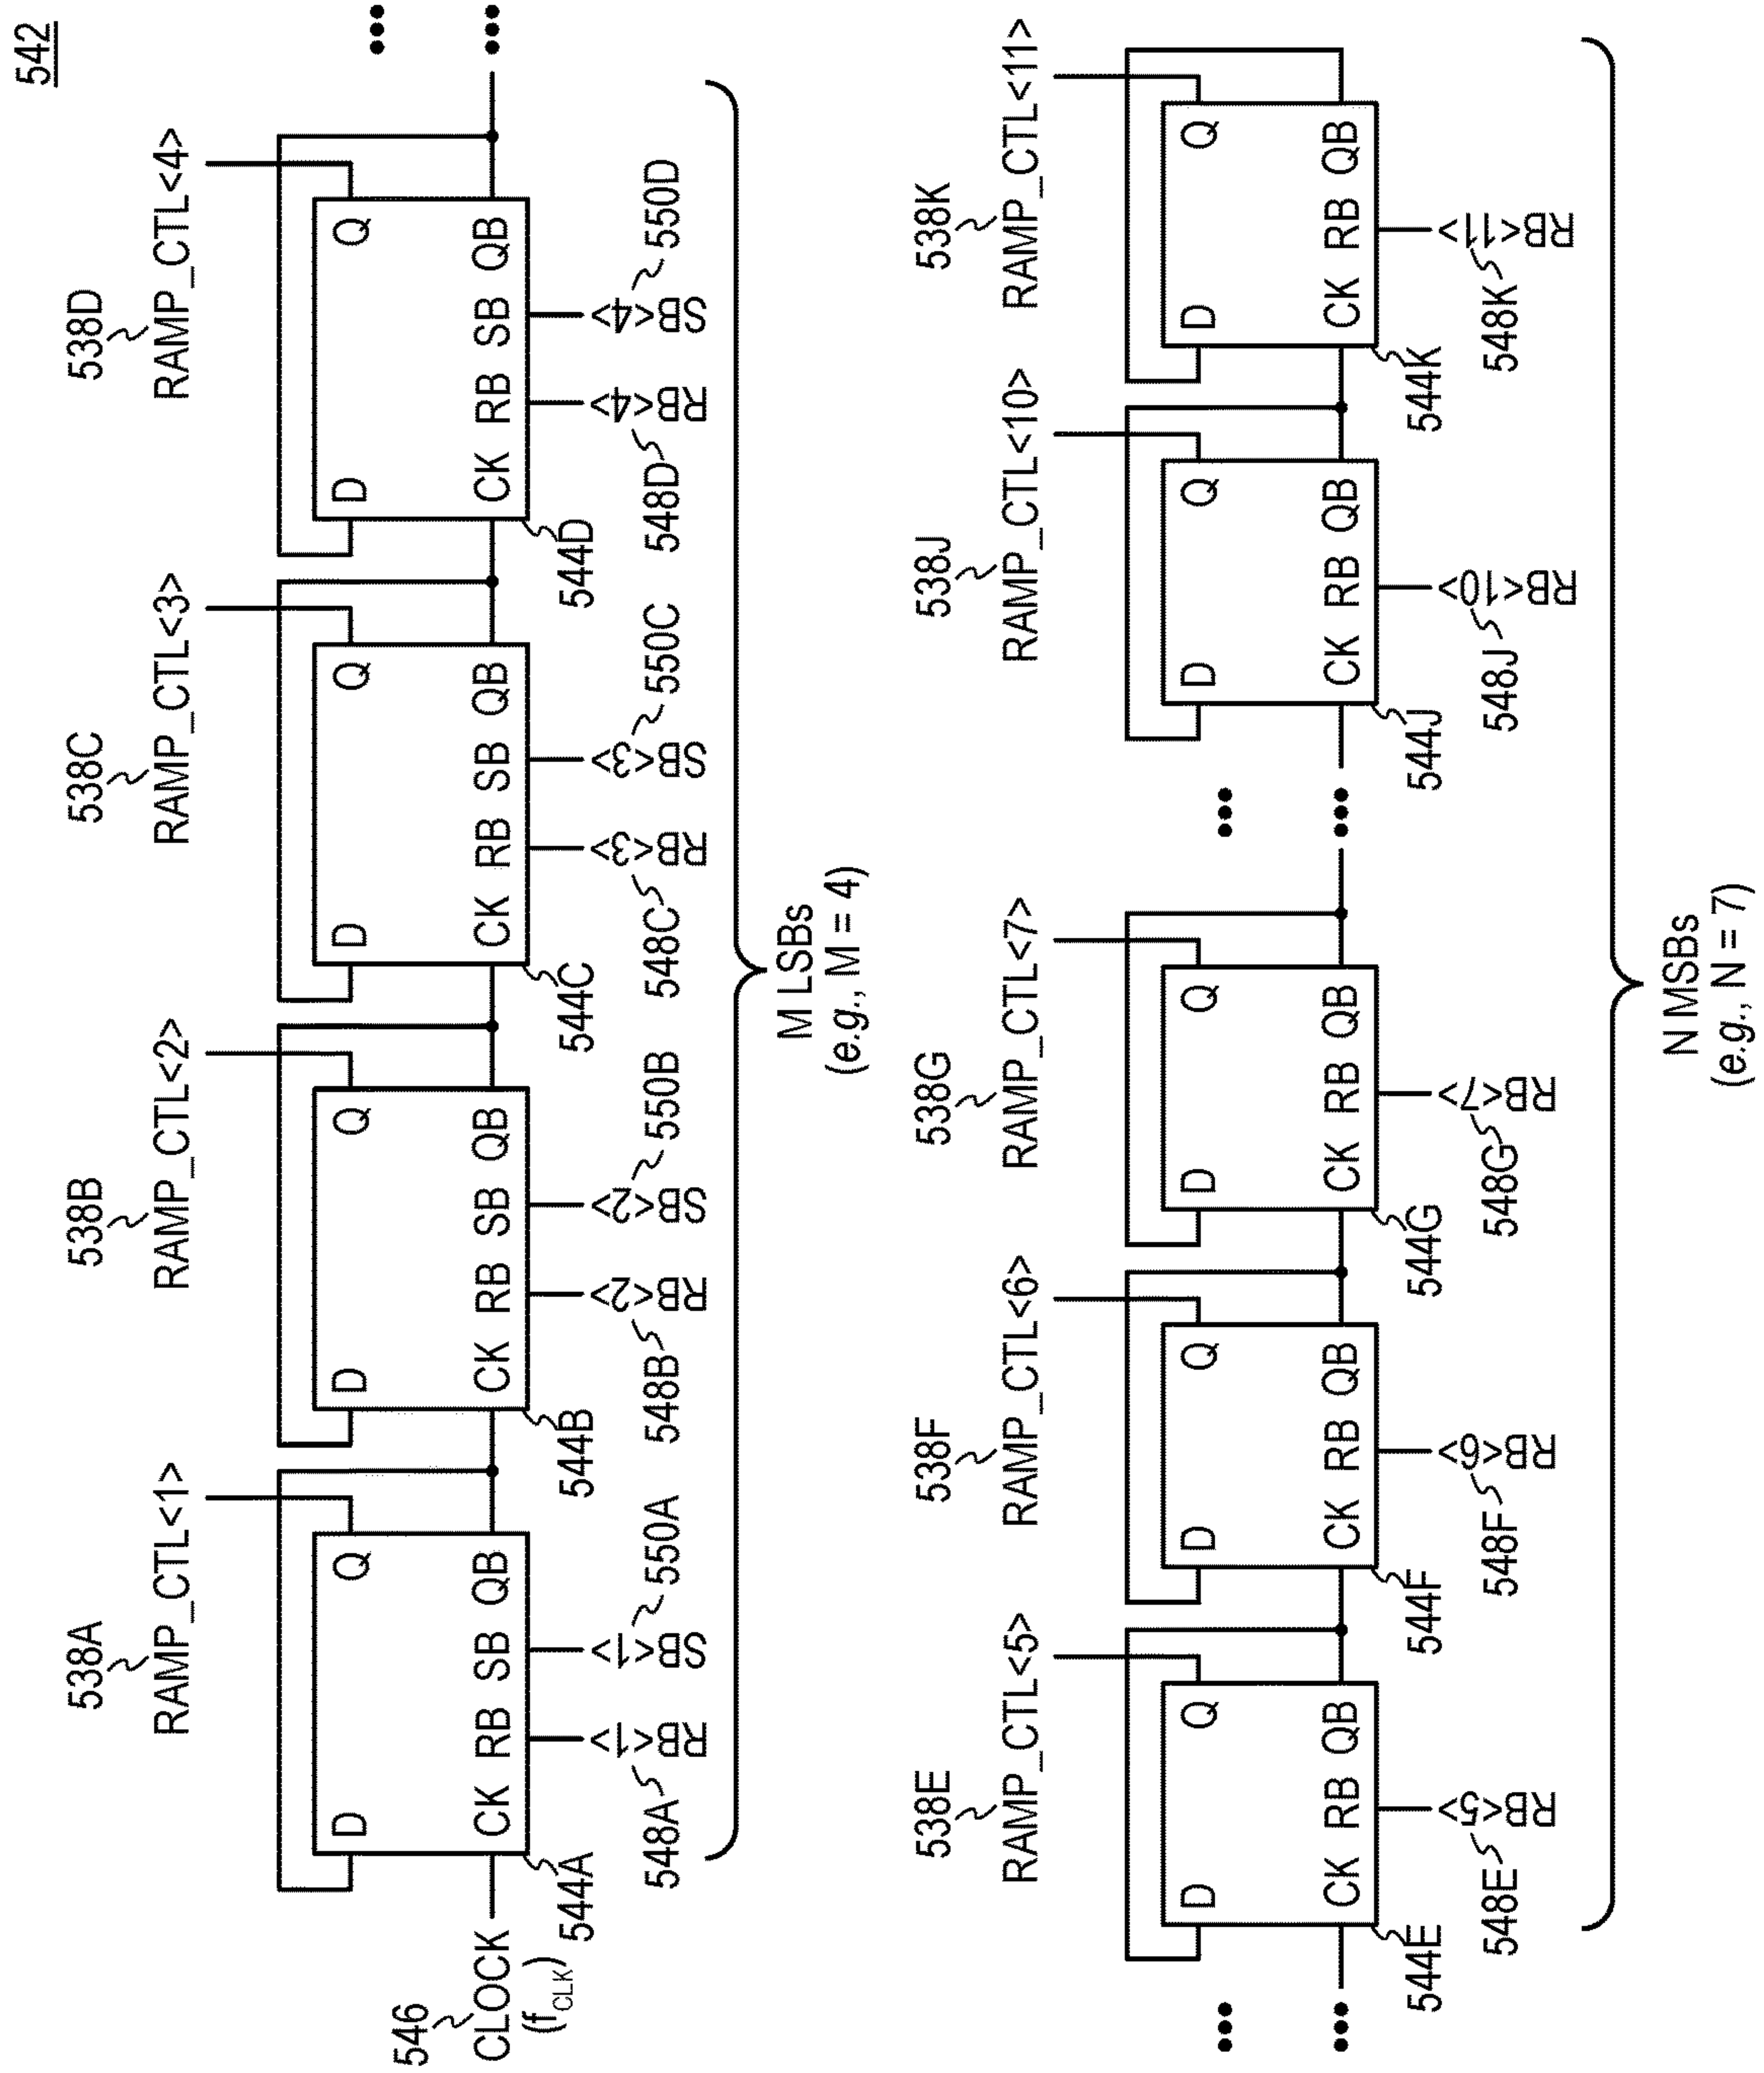 542
538A
RAMP_CTL<1>
538B
RAMP_CTL<2>
538C
RAMP_CTL<3>
538D
RAMP_CTL<4>
D Q
D Q
D Q
D Q
546
CLOCK
(fCLK)
CK RB SB QB
CK RB SB QB
CK RB SB QB
CK RB SB QB
544A
544B
544C
544D
RB<1>
SB<1>
RB<2>
SB<2>
RB<3>
SB<3>
RB<4>
SB<4>
548A
550A
548B
550B
548C
550C
548D
550D
M LSBs
(e.g., M = 4)
538E
RAMP_CTL<5>
538F
RAMP_CTL<6>
538G
RAMP_CTL<7>
538J
RAMP_CTL<10>
538K
RAMP_CTL<11>
D Q
D Q
D Q
D Q
D Q
CK RB QB
CK RB QB
CK RB QB
CK RB QB
CK RB QB
544E
544F
544G
544J
544K
RB<5>
RB<6>
RB<7>
RB<10>
RB<11>
548E
548F
548G
548J
548K
N MSBs
(e.g., N = 7)